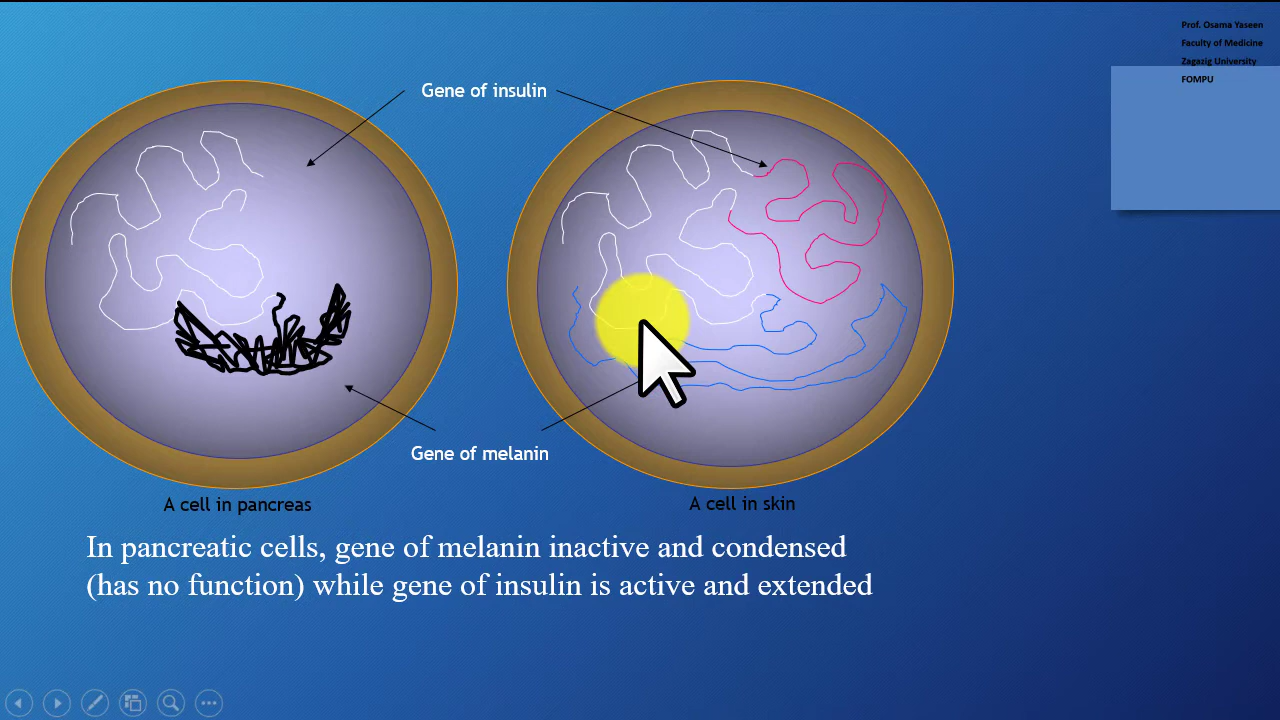 Prof. Osama Yaseen
Faculty of Medicine
Zagazig University
FOMPU
Gene of insulin
Gene of melanin
A cell in pancreas
A cell in skin
In pancreatic cells, gene of melanin inactive and condensed
(has no function) while gene of insulin is active and extended